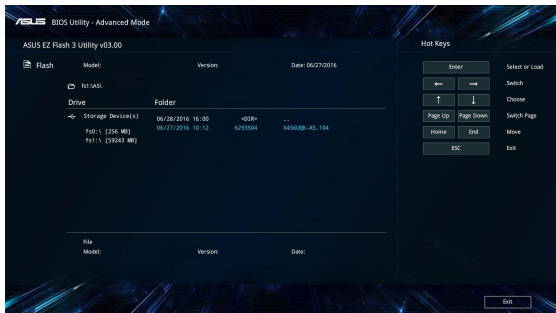 ASUS BIOS Utility - Advanced Mode
ASUS EZ Flash 3 Utility v03.00
Flash Model: Version: Date: 06/27/2016
fs1:\AS\
Drive Folder
Storage Device(s) 06/28/2016 16:00 <DIR> ..
fs0:\ [256 MB] 06/27/2016 10:12 6293504 X456UQK-AS.104
fs1:\ [59243 MB]
File
Model: Version: Date:
Hot Keys
Enter Select or Load
← → Switch
↑ ↓ Choose
Page Up Page Down Switch Page
Home End Move
ESC Exit
Exit